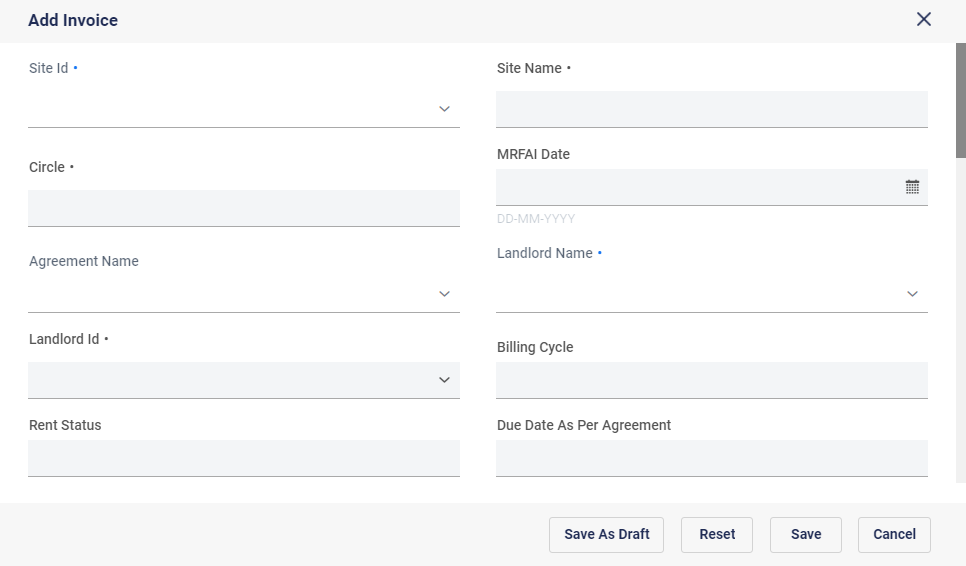 Add Invoice
Site Id •
Site Name •
Circle •
MRFAI Date
DD-MM-YYYY
Agreement Name
Landlord Name •
Landlord Id •
Billing Cycle
Rent Status
Due Date As Per Agreement
Save As Draft
Reset
Save
Cancel